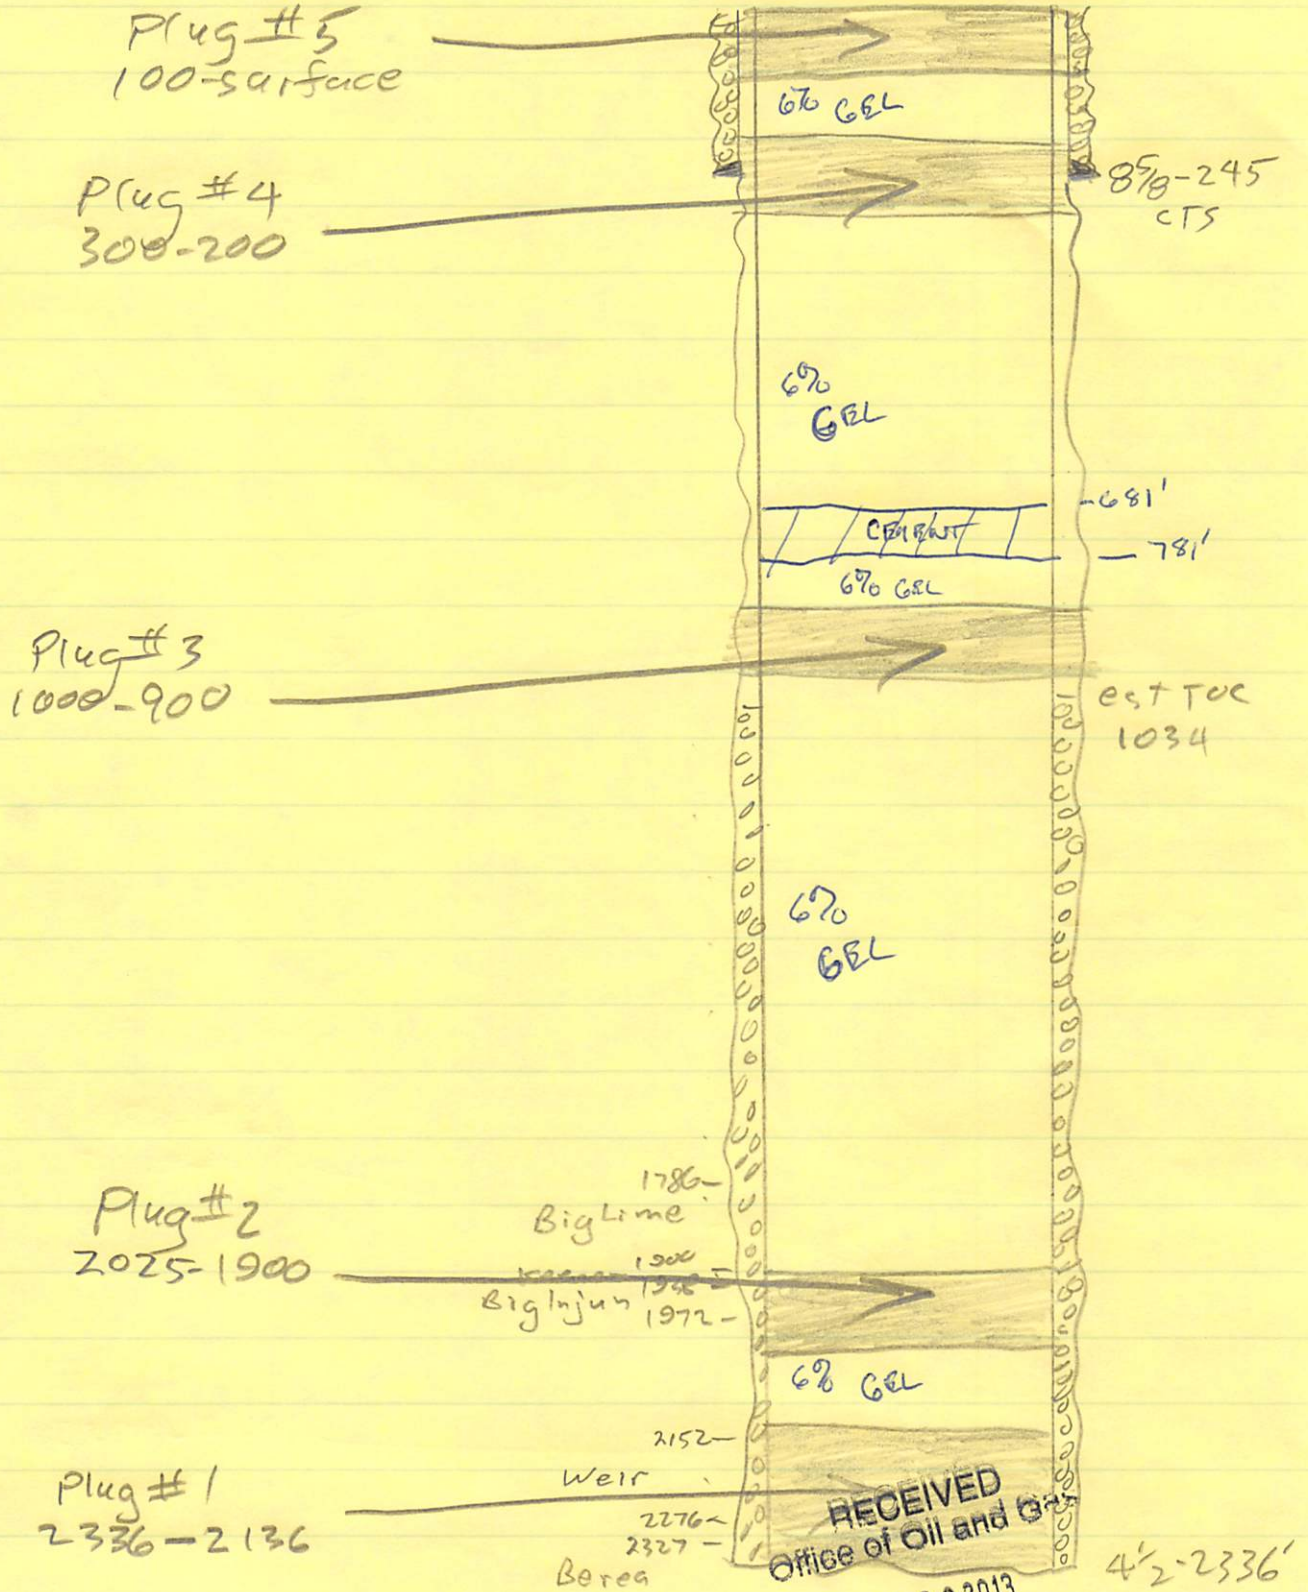 Plug #5
100-surface
6% GEL
Plug #4
300-200
8 5/8-245
CTS
6%
GEL
-681'
CEMENT
- 781'
6% GEL
Plug #3
1000-900
est TOC
1034
6%
GEL
1786-
Big Lime
Plug #2
2025-1900
1900
Big Injun
1972-
6% GEL
2152-
Weir
Plug #1
2336-2136
2276-
2327-
Berea
RECEIVED
Office of Oil and Gas
2013
4 1/2-2336'